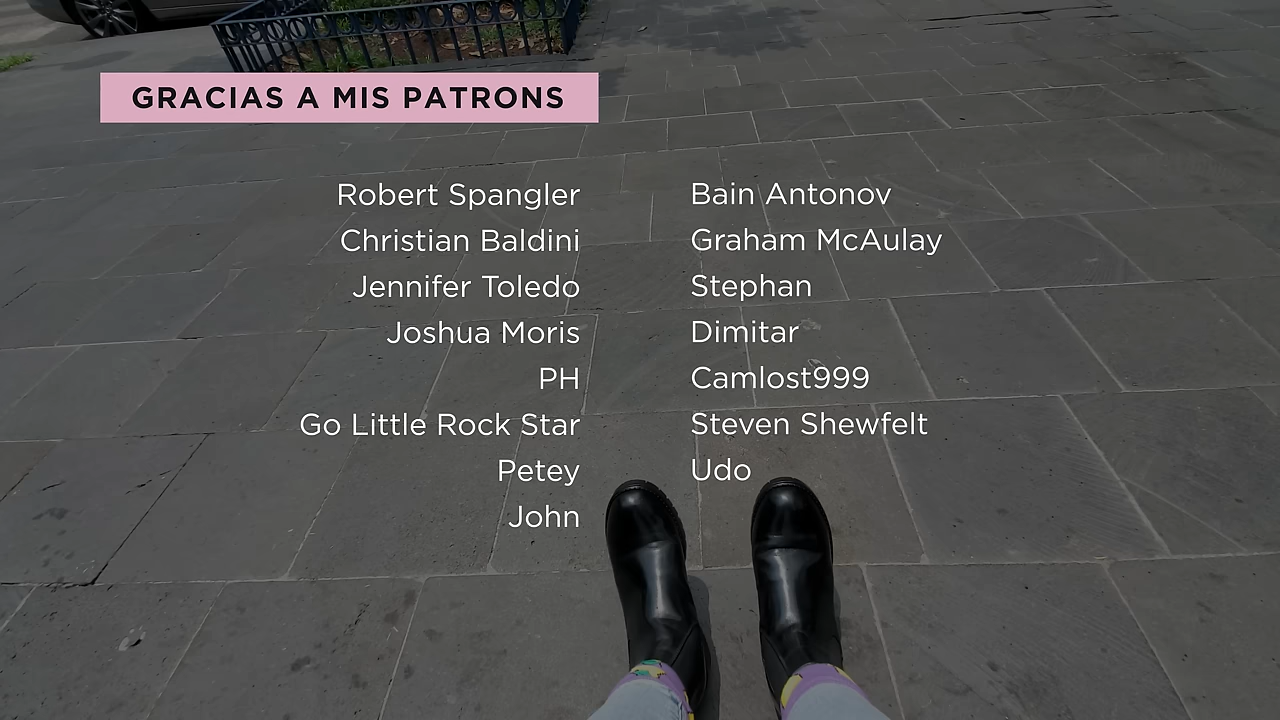 GRACIAS A MIS PATRONS
Robert Spangler
Christian Baldini
Jennifer Toledo
Joshua Moris
PH
Go Little Rock Star
Petey
John
Bain Antonov
Graham McAulay
Stephan
Dimitar
Camlost999
Steven Shewfelt
Udo